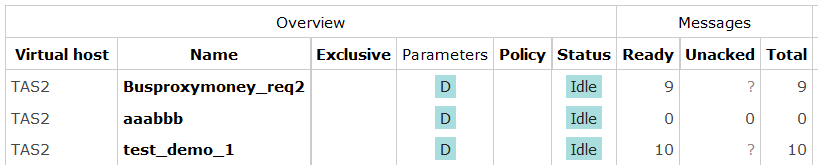 Overview Messages
Virtual host Name Exclusive Parameters Policy Status Ready Unacked Total
TAS2 Busproxymoney_req2 D Idle 9 ? 9
TAS2 aaabbb D Idle 0 0 0
TAS2 test_demo_1 D Idle 10 ? 10